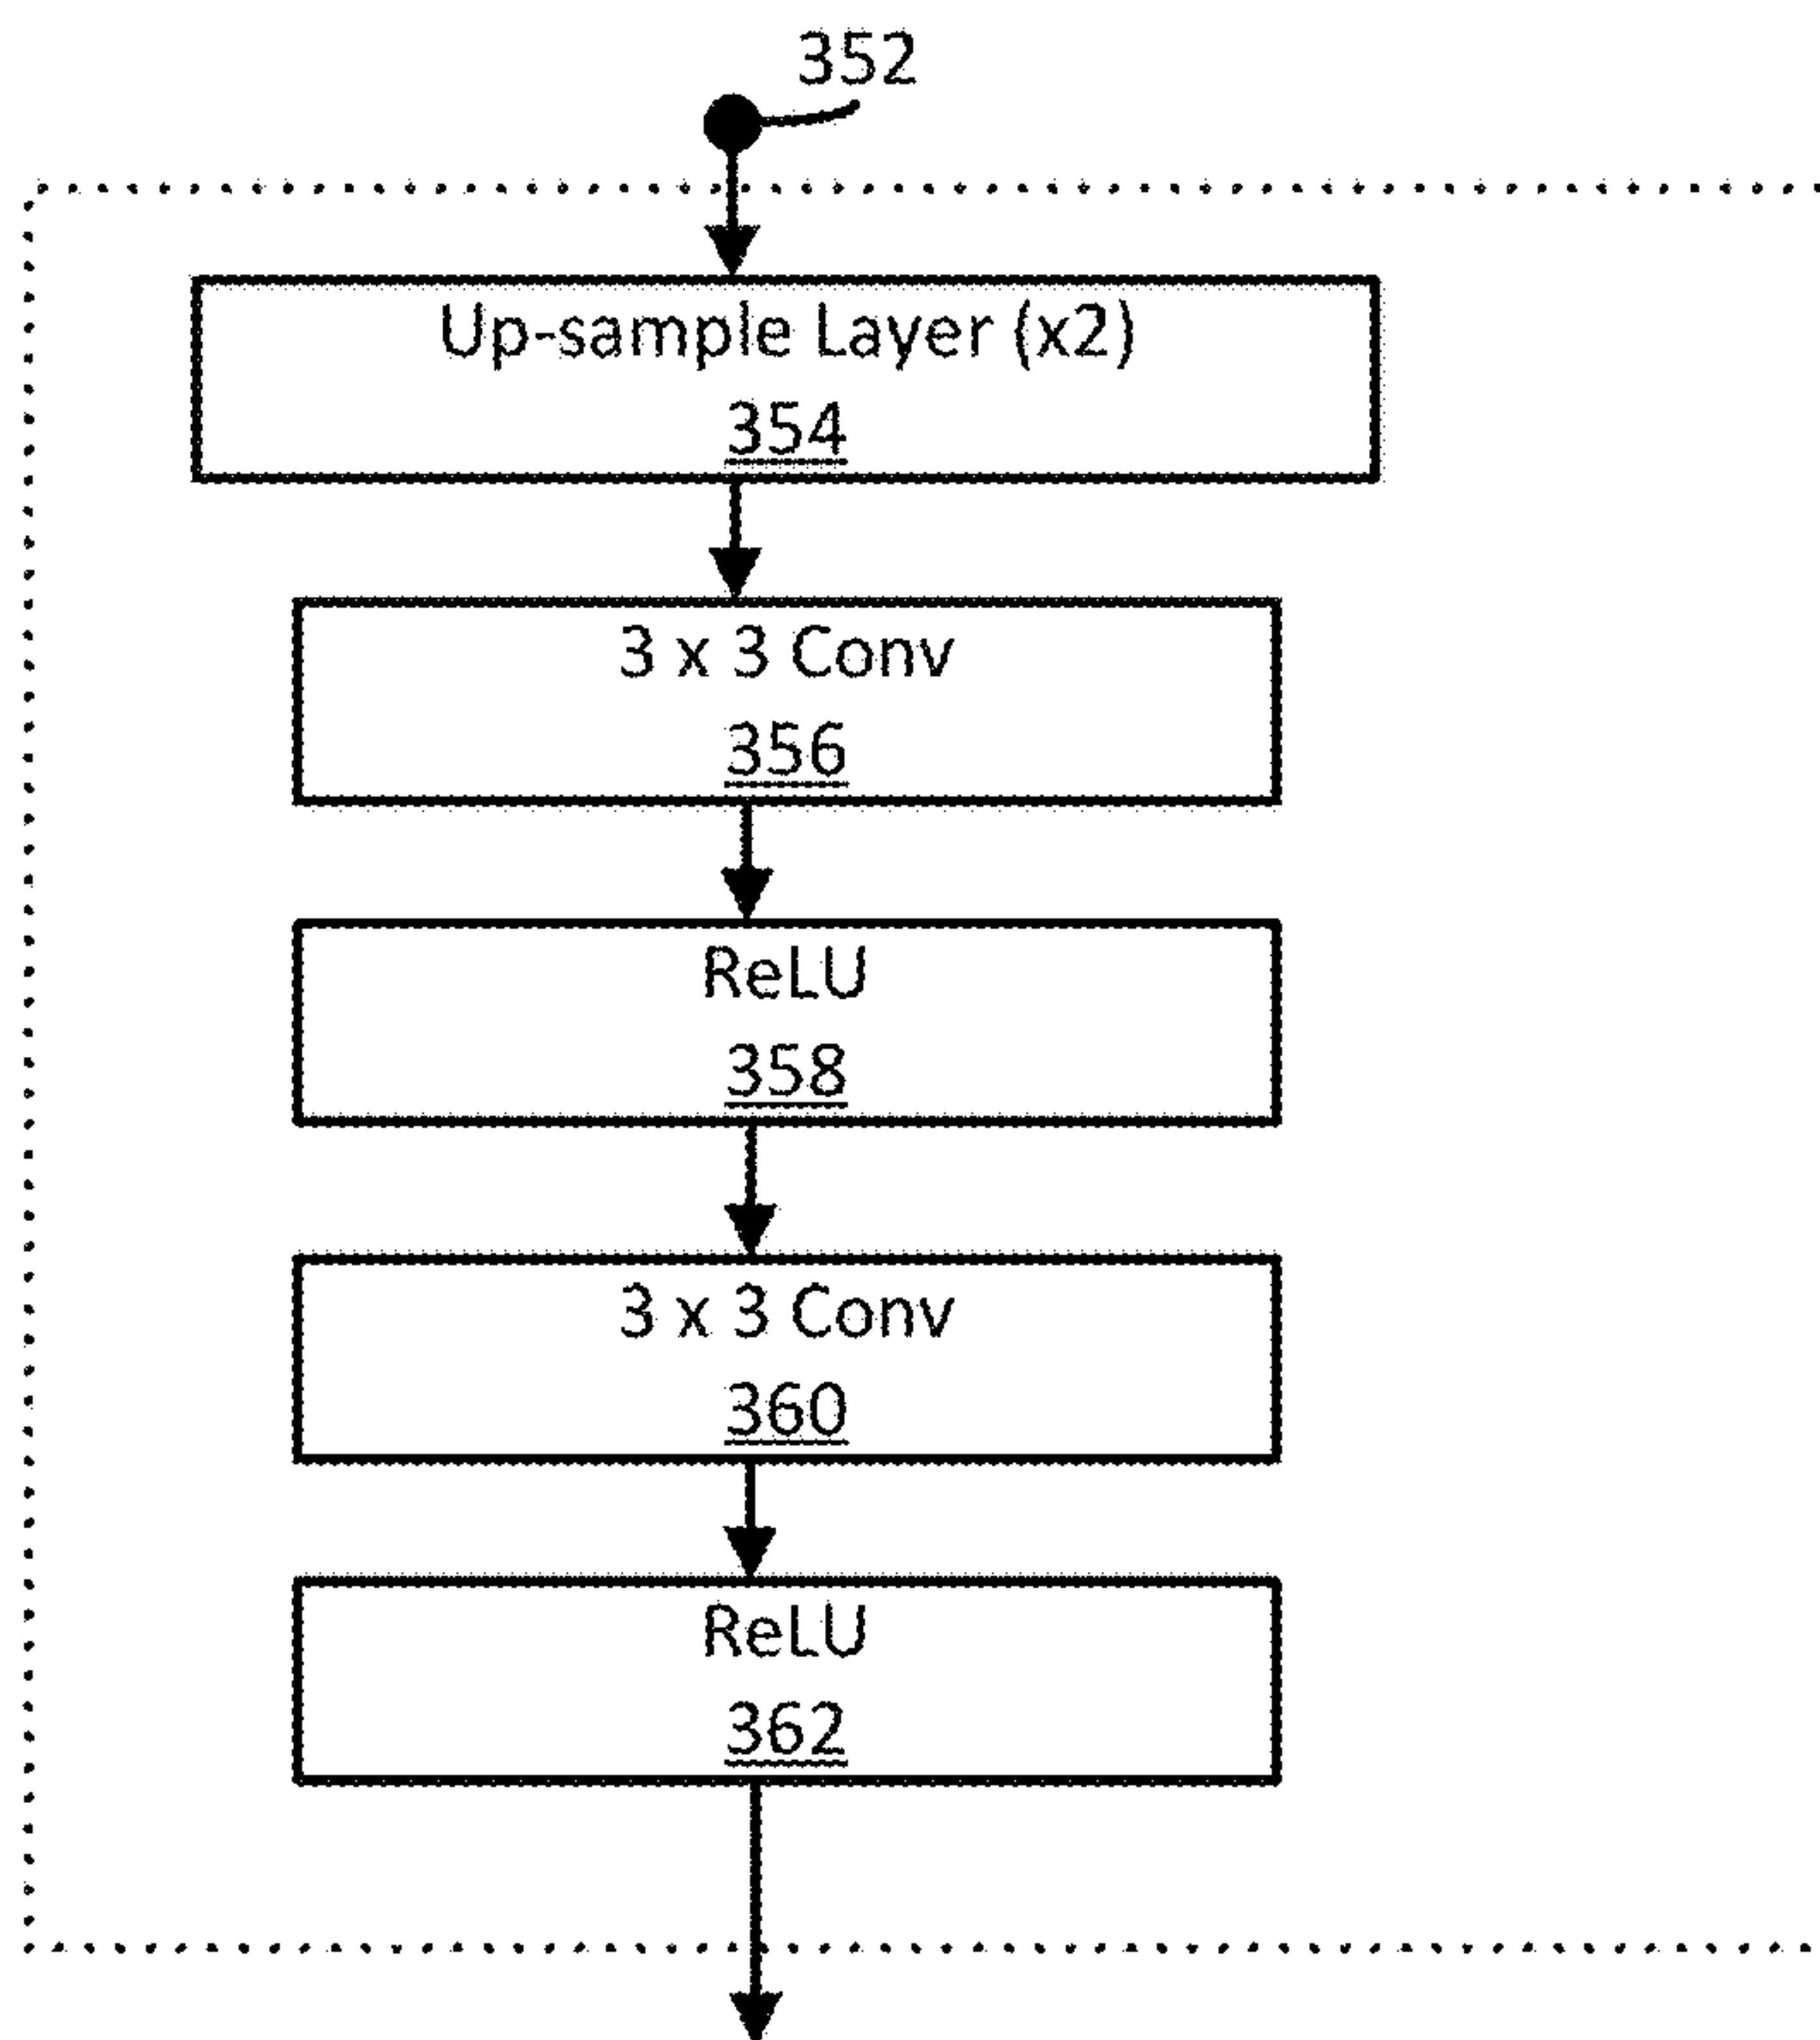 352
Up-sample Layer (x2)
354
3 x 3 Conv
356
ReLU
358
3 x 3 Conv
360
ReLU
362